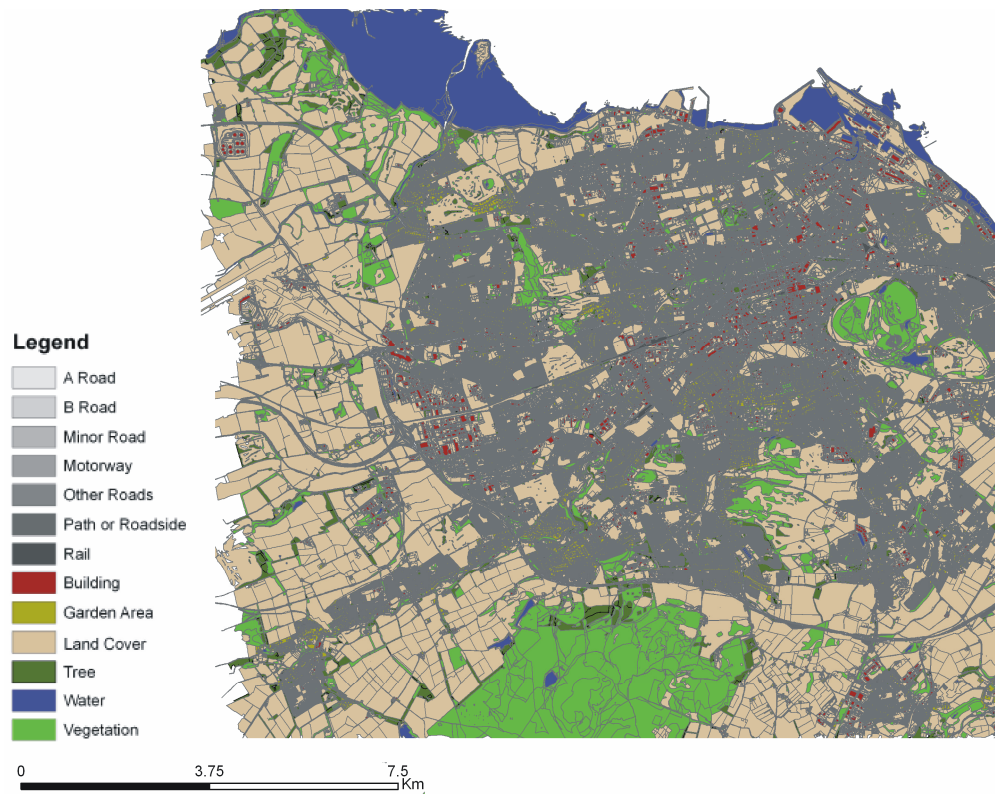 Legend
A Road
B Road
Minor Road
Motorway
Other Roads
Path or Roadside
Rail
Building
Garden Area
Land Cover
Tree
Water
Vegetation
0 3.75 7.5
Km